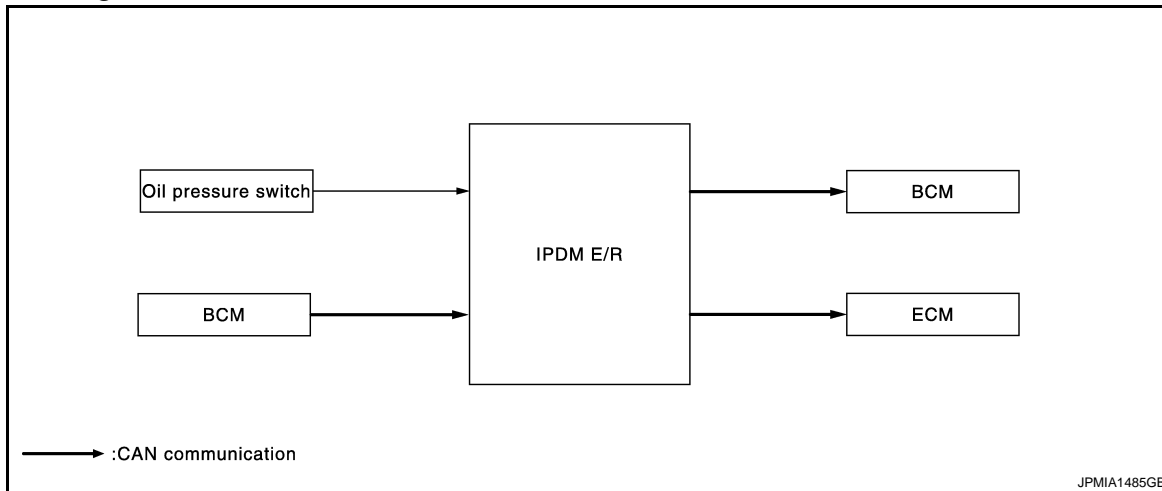 Oil pressure switch
BCM
IPDM E/R
BCM
ECM
:CAN communication
JPMIA1485GB